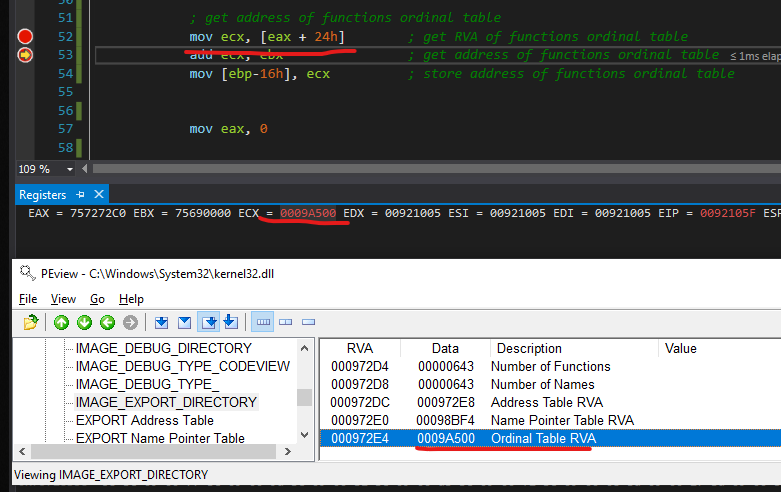 51 ; get address of functions ordinal table
52 mov ecx, [eax + 24h] ; get RVA of functions ordinal table
53 add ecx, ebx ; get address of functions ordinal table ≤1ms elap
54 mov [ebp-16h], ecx ; store address of functions ordinal table
55
56
57 mov eax, 0
58
109 %
Registers
EAX = 757272C0 EBX = 75690000 ECX = 0009A500 EDX = 00921005 ESI = 00921005 EDI = 00921005 EIP = 0092105F ESP
PEview - C:\Windows\System32\kernel32.dll
File View Go Help
IMAGE_DEBUG_DIRECTORY
IMAGE_DEBUG_TYPE_CODEVIEW
IMAGE_DEBUG_TYPE_
IMAGE_EXPORT_DIRECTORY
EXPORT Address Table
EXPORT Name Pointer Table
RVA Data Description Value
000972D4 00000643 Number of Functions
000972D8 00000643 Number of Names
000972DC 000972E8 Address Table RVA
000972E0 00098BF4 Name Pointer Table RVA
000972E4 0009A500 Ordinal Table RVA
Viewing IMAGE_EXPORT_DIRECTORY